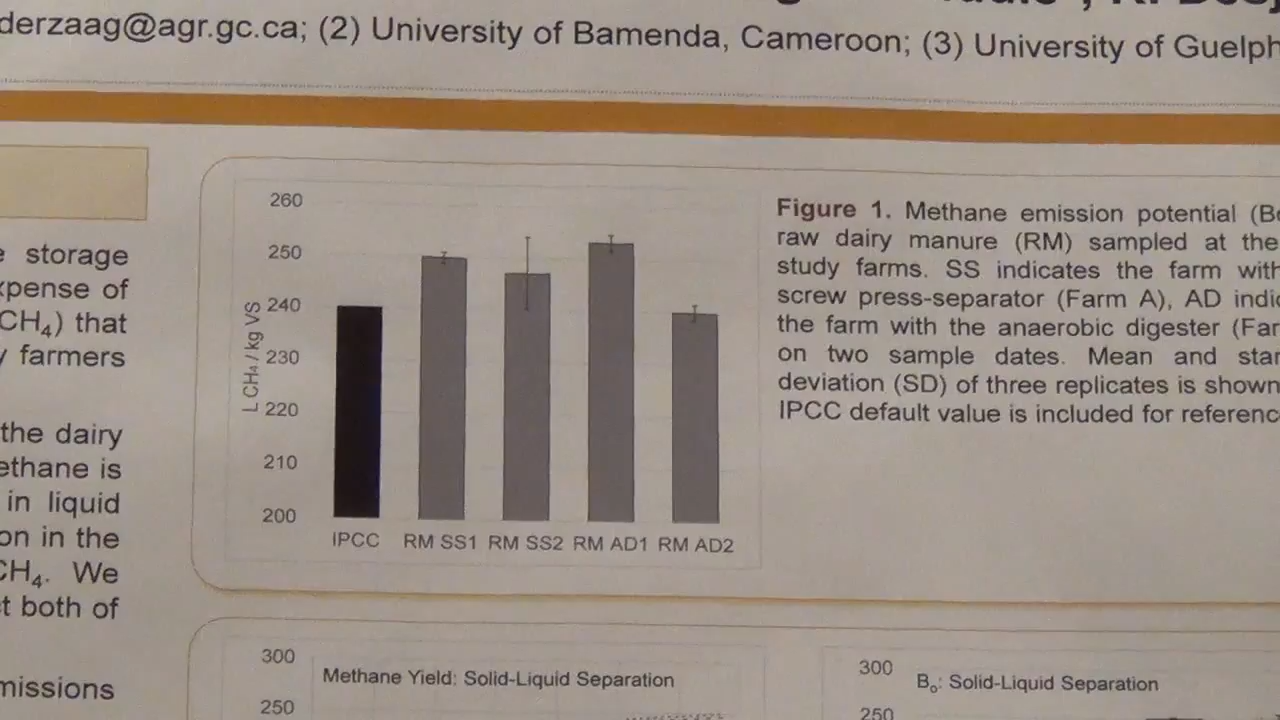 derzaag@agr.gc.ca; (2) University of Bamenda, Cameroon; (3) University of Guelph
storage
xpense of
CH₄) that
farmers
the dairy
ethane is
in liquid
on in the
CH₄. We
t both of
missions
260
250
240
230
220
210
200
L CH₄ / kg VS
IPCC RM SS1 RM SS2 RM AD1 RM AD2
Figure 1. Methane emission potential (B
raw dairy manure (RM) sampled at the
study farms. SS indicates the farm with
screw press-separator (Farm A), AD indic
the farm with the anaerobic digester (Far
on two sample dates. Mean and star
deviation (SD) of three replicates is shown
IPCC default value is included for referenc
300
250
Methane Yield: Solid-Liquid Separation
300
250
Bₒ: Solid-Liquid Separation